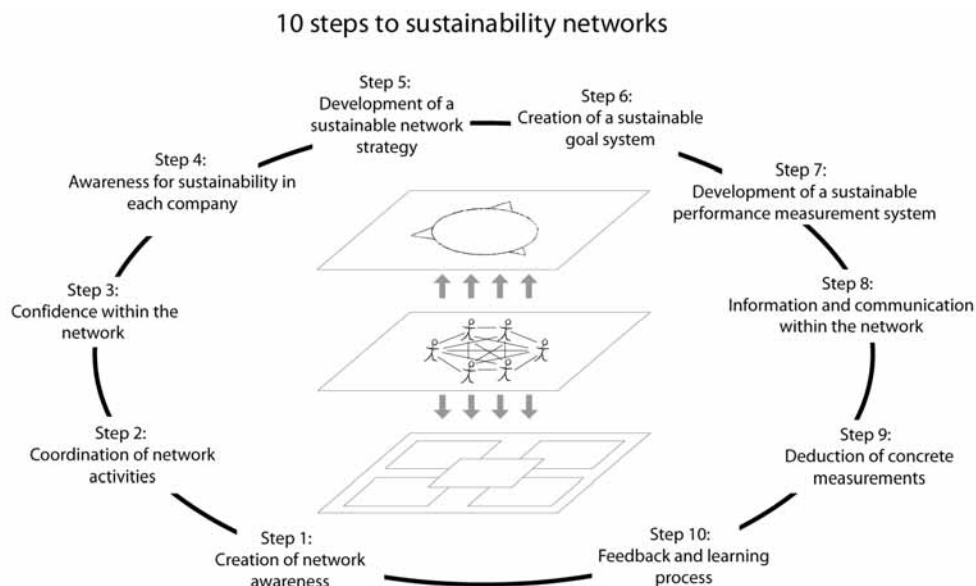 10 steps to sustainability networks
Step 1:
Creation of network
awareness
Step 2:
Coordination of network
activities
Step 3:
Confidence within the
network
Step 4:
Awareness for sustainability in
each company
Step 5:
Development of a
sustainable network
strategy
Step 6:
Creation of a sustainable
goal system
Step 7:
Development of a sustainable
performance measurement system
Step 8:
Information and communication
within the network
Step 9:
Deduction of concrete
measurements
Step 10:
Feedback and learning
process